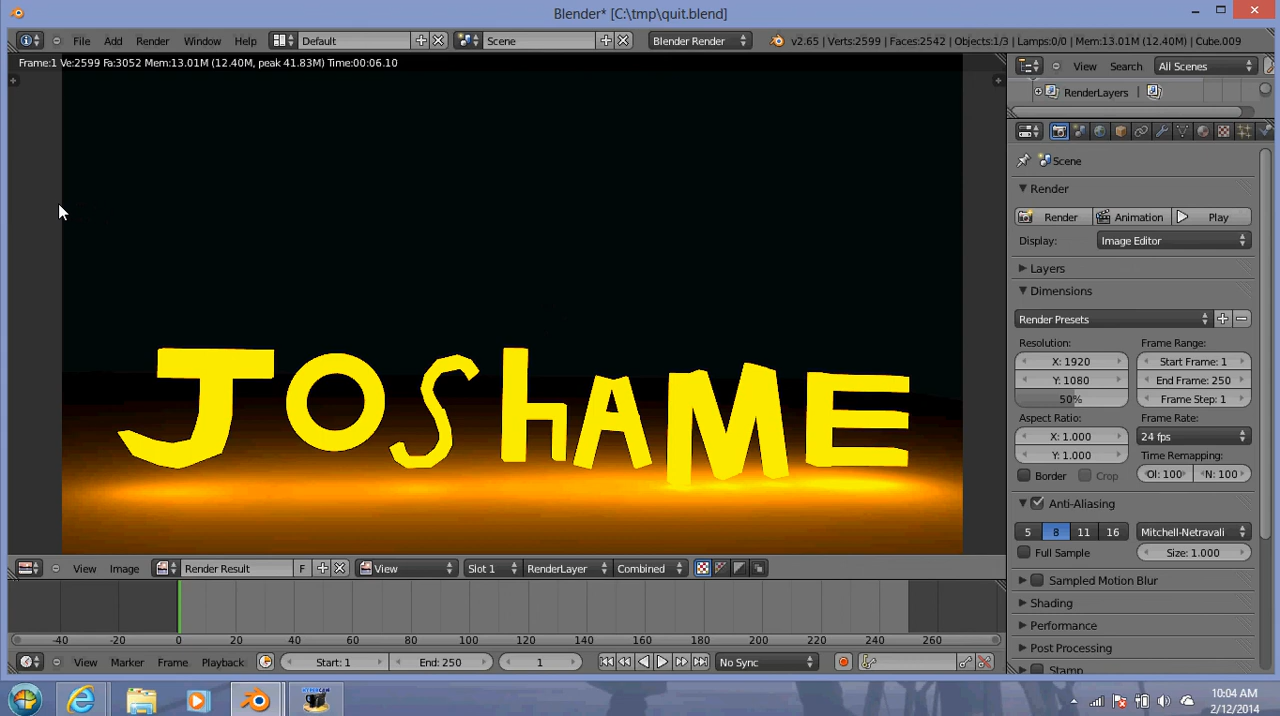 Blender* [C:\tmp\quit.blend]
File Add Render Window Help Default Scene Blender Render v2.65 | Verts:2599 | Faces:2542 | Objects:1/3 | Lamps:0/0 | Mem:13.01M (12.40M) | Cube.009
Frame:1 Ve:2599 Fa:3052 Mem:13.01M (12.40M, peak 41.83M) Time:00:06.10
View Search All Scenes
RenderLayers
Scene
Render
Render Animation Play
Display: Image Editor
Layers
Dimensions
Render Presets
Resolution: Frame Range:
X: 1920 Start Frame: 1
Y: 1080 End Frame: 250
50% Frame Step: 1
Aspect Ratio: Frame Rate:
X: 1.000 24 fps
Y: 1.000 Time Remapping:
Border Crop Ol: 100 N: 100
Anti-Aliasing
5 8 11 16 Mitchell-Netravali
Full Sample Size: 1.000
Sampled Motion Blur
Shading
Performance
Post Processing
Stamp
JOShAME
View Image Render Result F View Slot 1 RenderLayer Combined
-40 -20 0 20 40 60 80 100 120 140 160 180 200 220 240 260
View Marker Frame Playback Start: 1 End: 250 1 No Sync
10:04 AM
2/12/2014